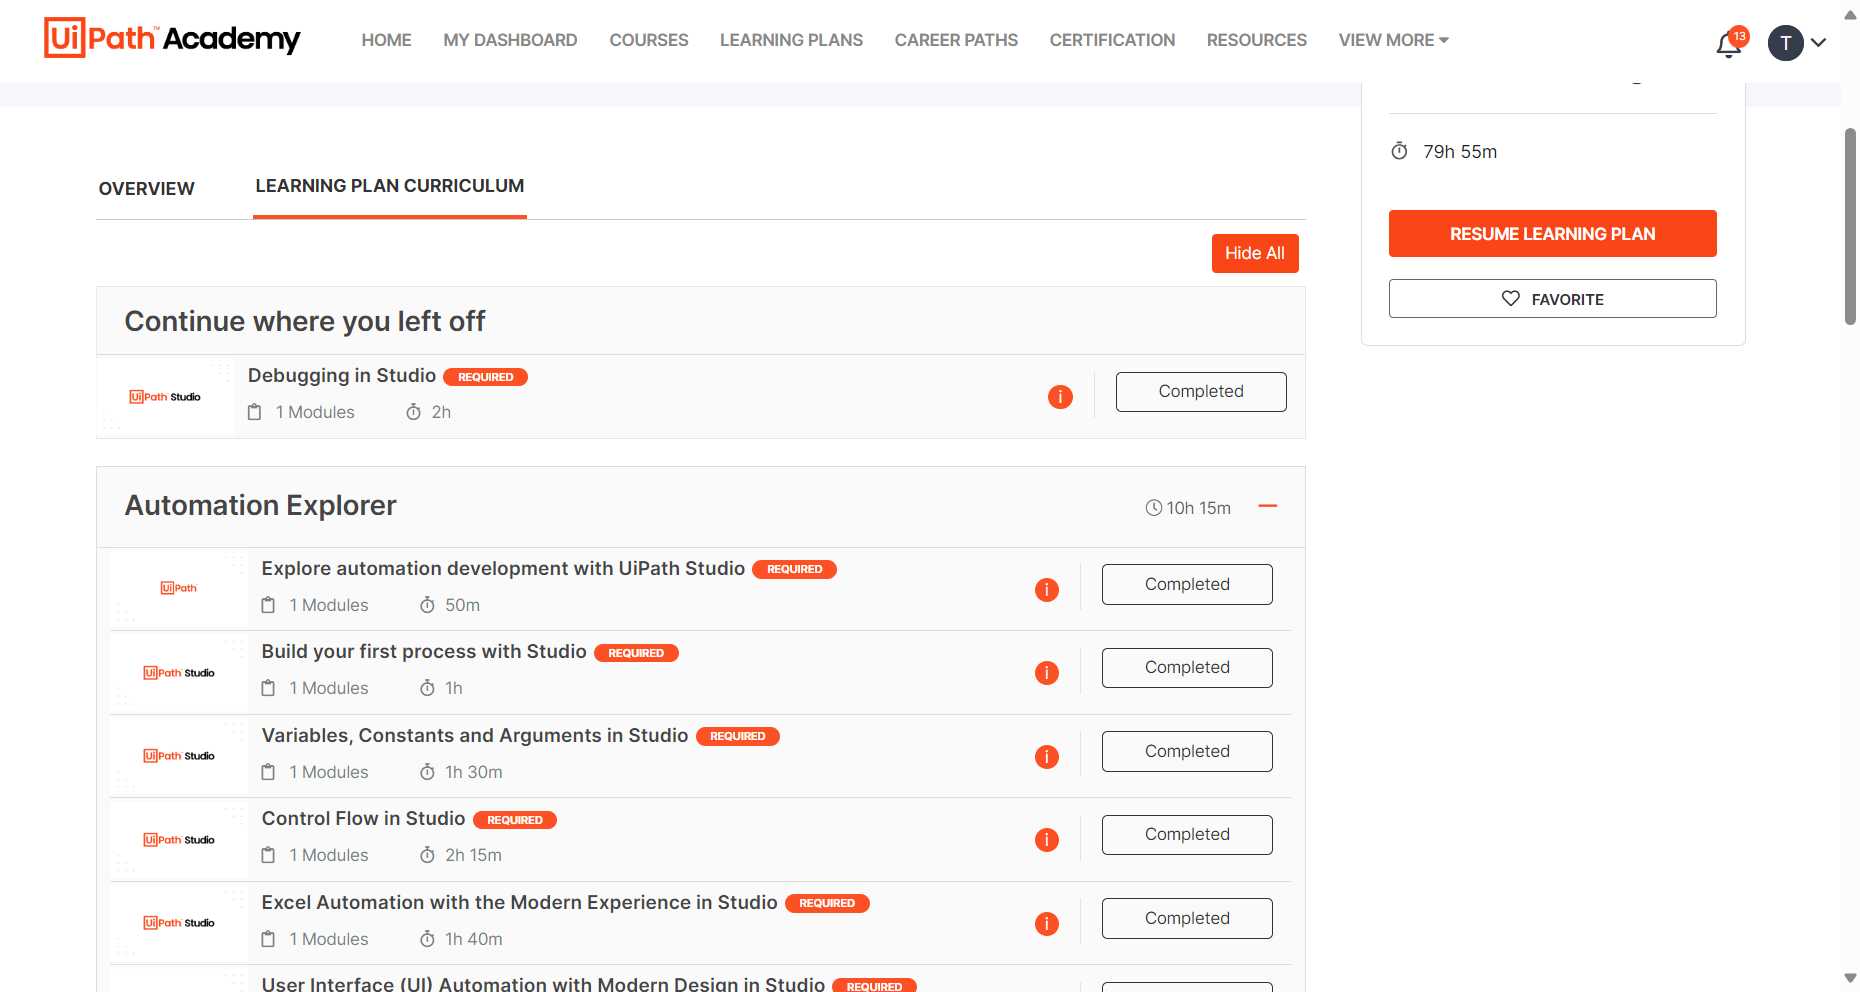 UiPath™ Academy
HOME
MY DASHBOARD
COURSES
LEARNING PLANS
CAREER PATHS
CERTIFICATION
RESOURCES
VIEW MORE
13
T
79h 55m
RESUME LEARNING PLAN
FAVORITE
OVERVIEW
LEARNING PLAN CURRICULUM
Hide All
Continue where you left off
UiPath Studio
Debugging in Studio REQUIRED
1 Modules 2h
i
Completed
Automation Explorer
10h 15m
UiPath
Explore automation development with UiPath Studio REQUIRED
1 Modules 50m
i
Completed
UiPath Studio
Build your first process with Studio REQUIRED
1 Modules 1h
i
Completed
UiPath Studio
Variables, Constants and Arguments in Studio REQUIRED
1 Modules 1h 30m
i
Completed
UiPath Studio
Control Flow in Studio REQUIRED
1 Modules 2h 15m
i
Completed
UiPath Studio
Excel Automation with the Modern Experience in Studio REQUIRED
1 Modules 1h 40m
i
Completed
User Interface (UI) Automation with Modern Design in Studio REQUIRED